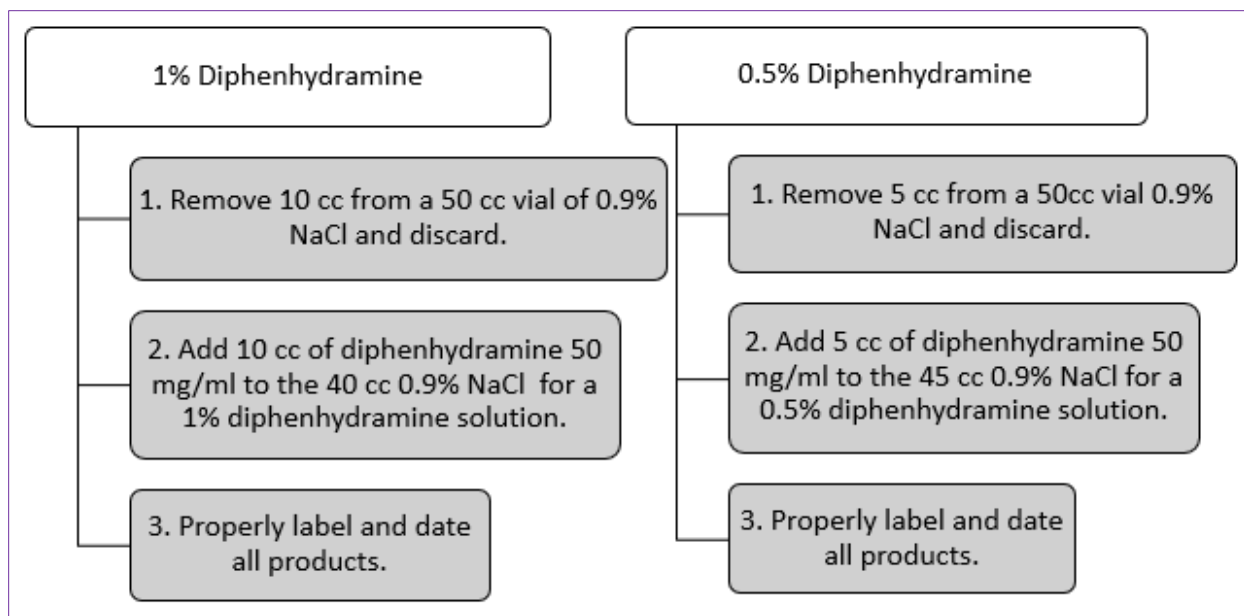 1% Diphenhydramine
1. Remove 10 cc from a 50 cc vial of 0.9%
NaCl and discard.
2. Add 10 cc of diphenhydramine 50
mg/ml to the 40 cc 0.9% NaCl  for a
1% diphenhydramine solution.
3. Properly label and date
all products.
0.5% Diphenhydramine
1. Remove 5 cc from a 50cc vial 0.9%
NaCl and discard.
2. Add 5 cc of diphenhydramine 50
mg/ml to the 45 cc 0.9% NaCl for a
0.5% diphenhydramine solution.
3. Properly label and date
all products.